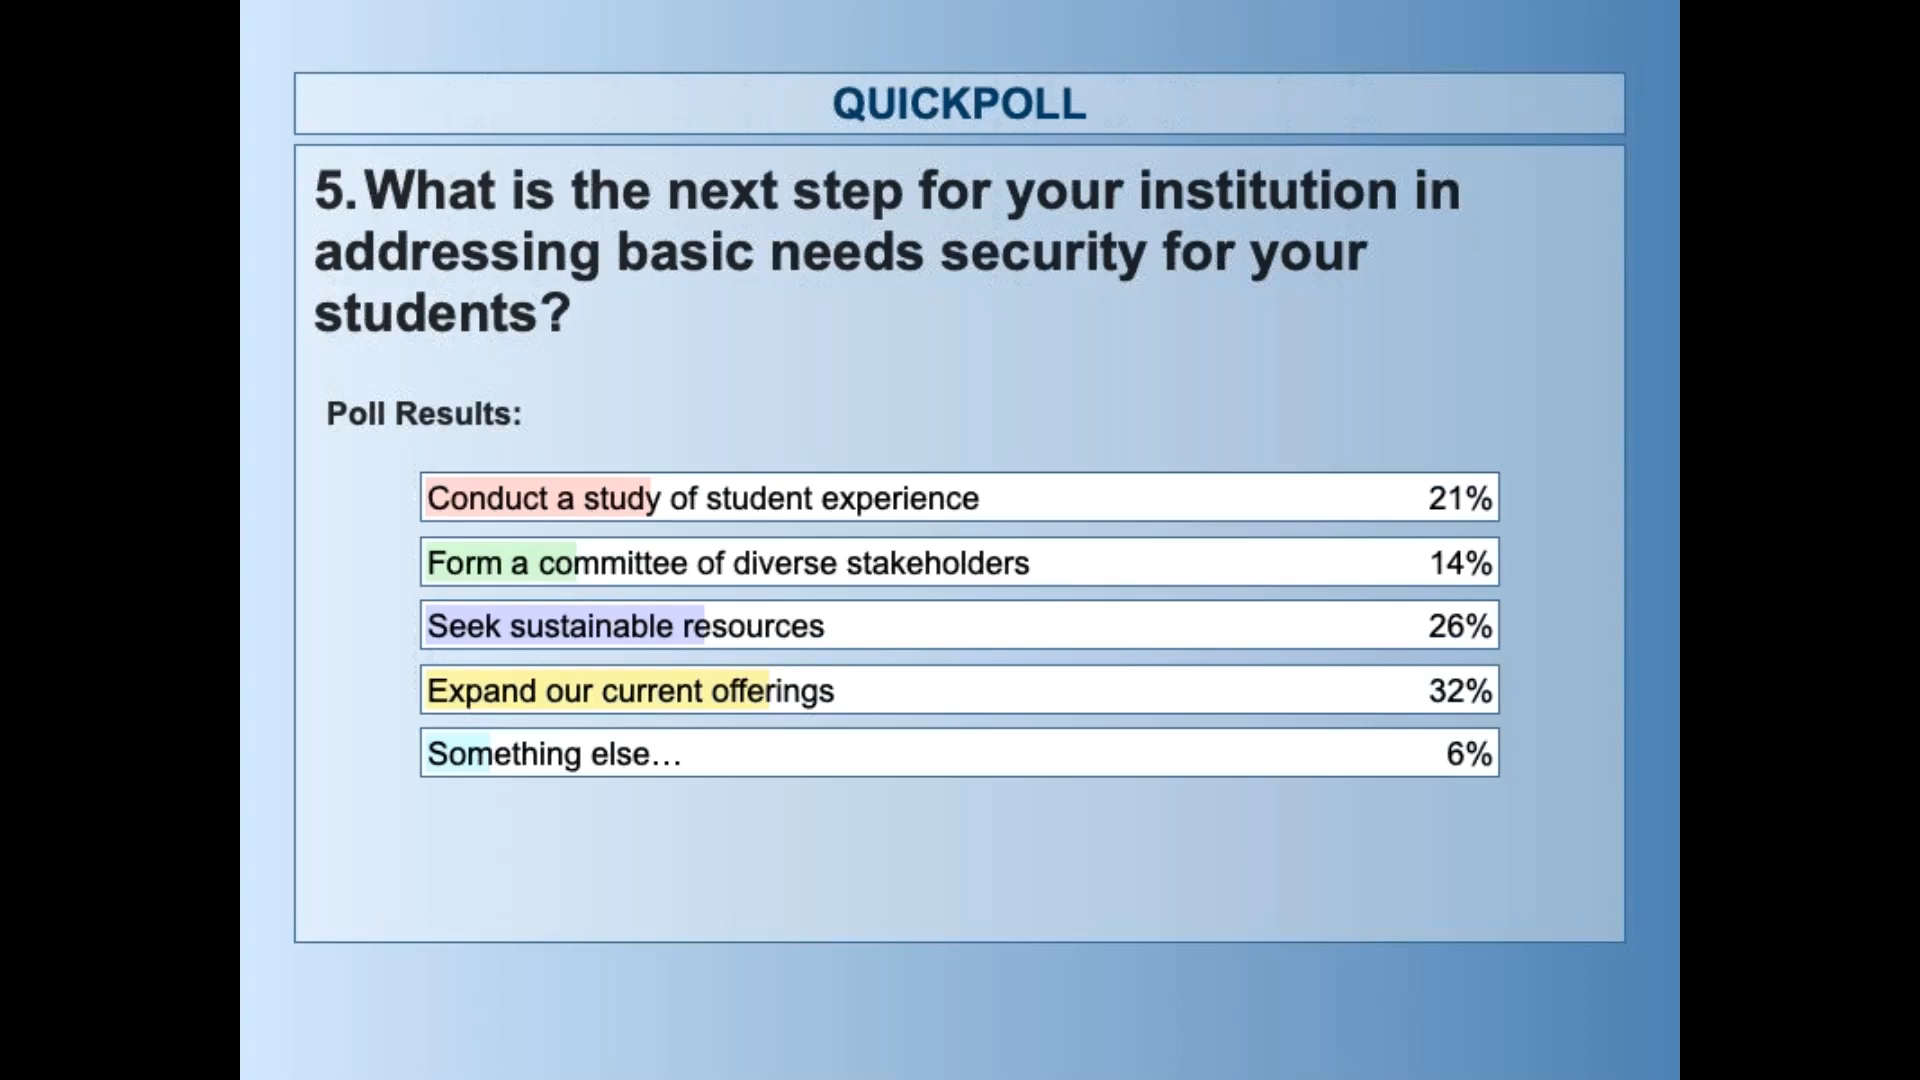 QUICKPOLL
5. What is the next step for your institution in
addressing basic needs security for your
students?
Poll Results:
Conduct a study of student experience 21%
Form a committee of diverse stakeholders 14%
Seek sustainable resources 26%
Expand our current offerings 32%
Something else… 6%